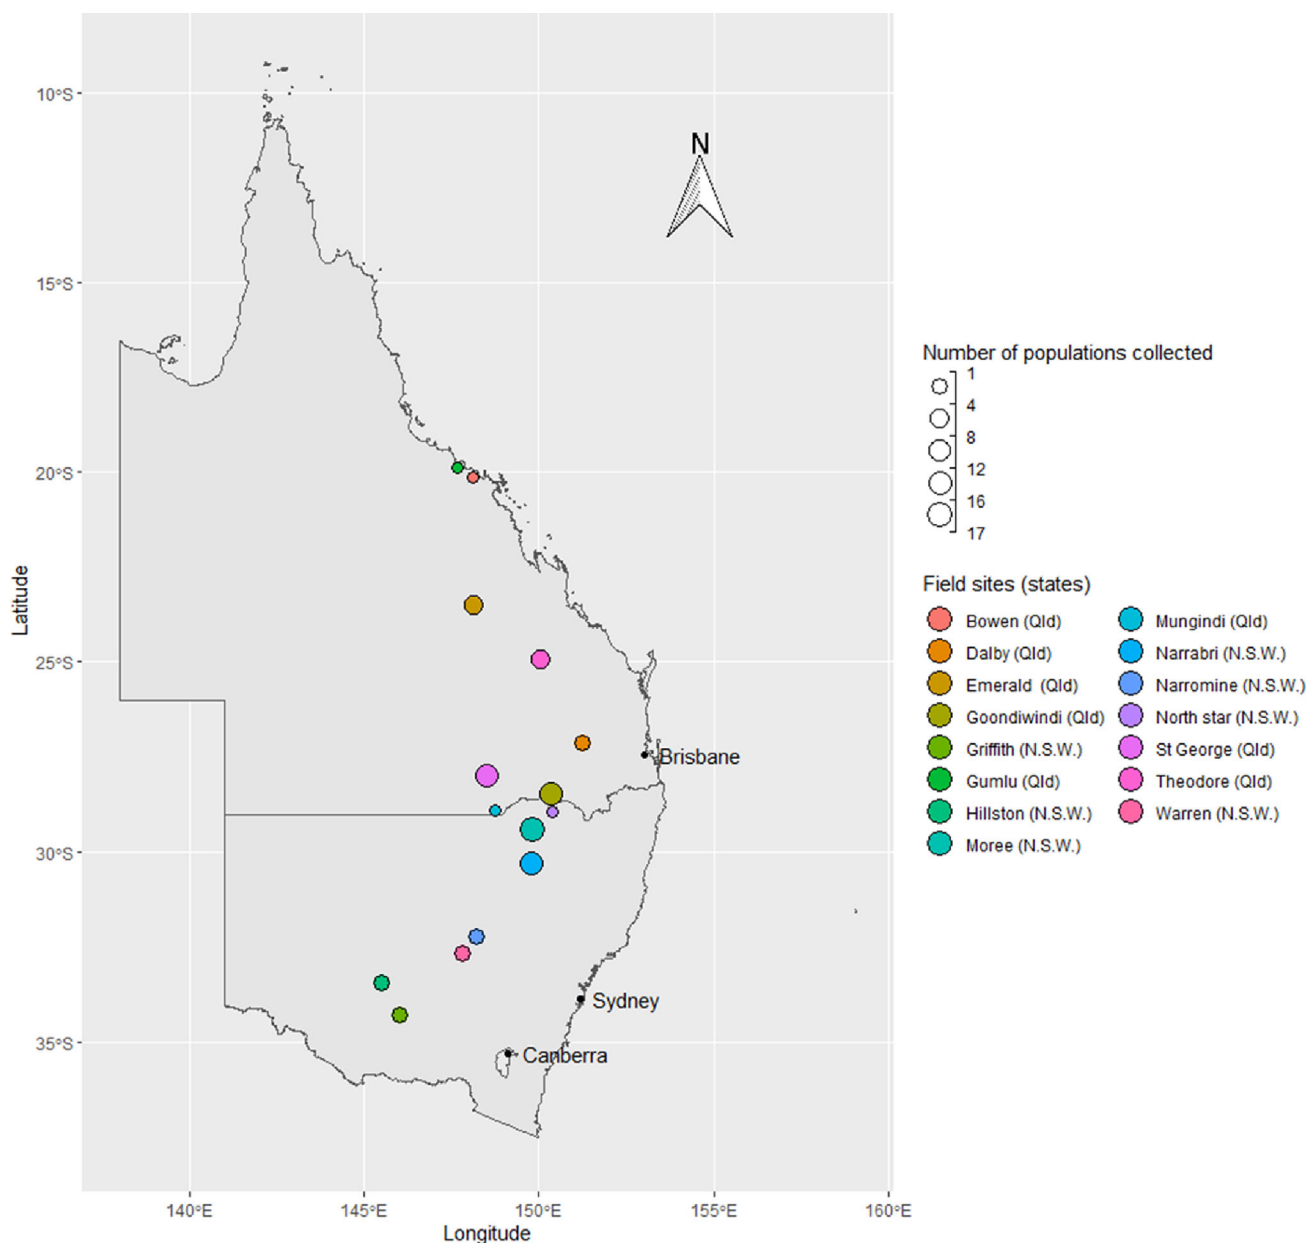 N
10°S
15°S
20°S
25°S
30°S
35°S
Latitude
Brisbane
Sydney
Canberra
140°E
145°E
150°E
155°E
160°E
Longitude
Number of populations collected
1
4
8
12
16
17
Field sites (states)
Bowen (Qld)
Dalby (Qld)
Emerald  (Qld)
Goondiwindi (Qld)
Griffith (N.S.W.)
Gumlu (Qld)
Hillston (N.S.W.)
Moree (N.S.W.)
Mungindi (Qld)
Narrabri (N.S.W.)
Narromine (N.S.W.)
North star (N.S.W.)
St George (Qld)
Theodore (Qld)
Warren (N.S.W.)